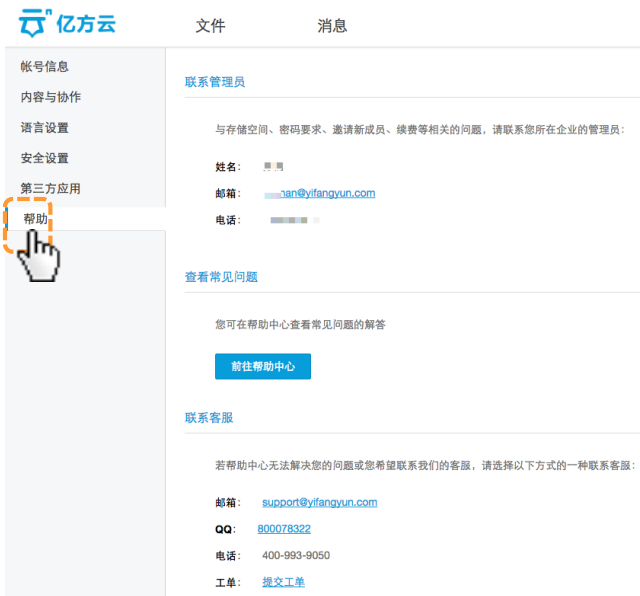 亿方云 文件 消息
帐号信息
内容与协作
语言设置
安全设置
第三方应用
帮助
联系管理员
与存储空间、密码要求、邀请新成员、续费等相关的问题，请联系您所在企业的管理员：
姓名：
邮箱： nan@yifangyun.com
电话：
查看常见问题
您可在帮助中心查看常见问题的解答
前往帮助中心
联系客服
若帮助中心无法解决您的问题或您希望联系我们的客服，请选择以下方式的一种联系客服：
邮箱： support@yifangyun.com
QQ： 800078322
电话： 400-993-9050
工单： 提交工单